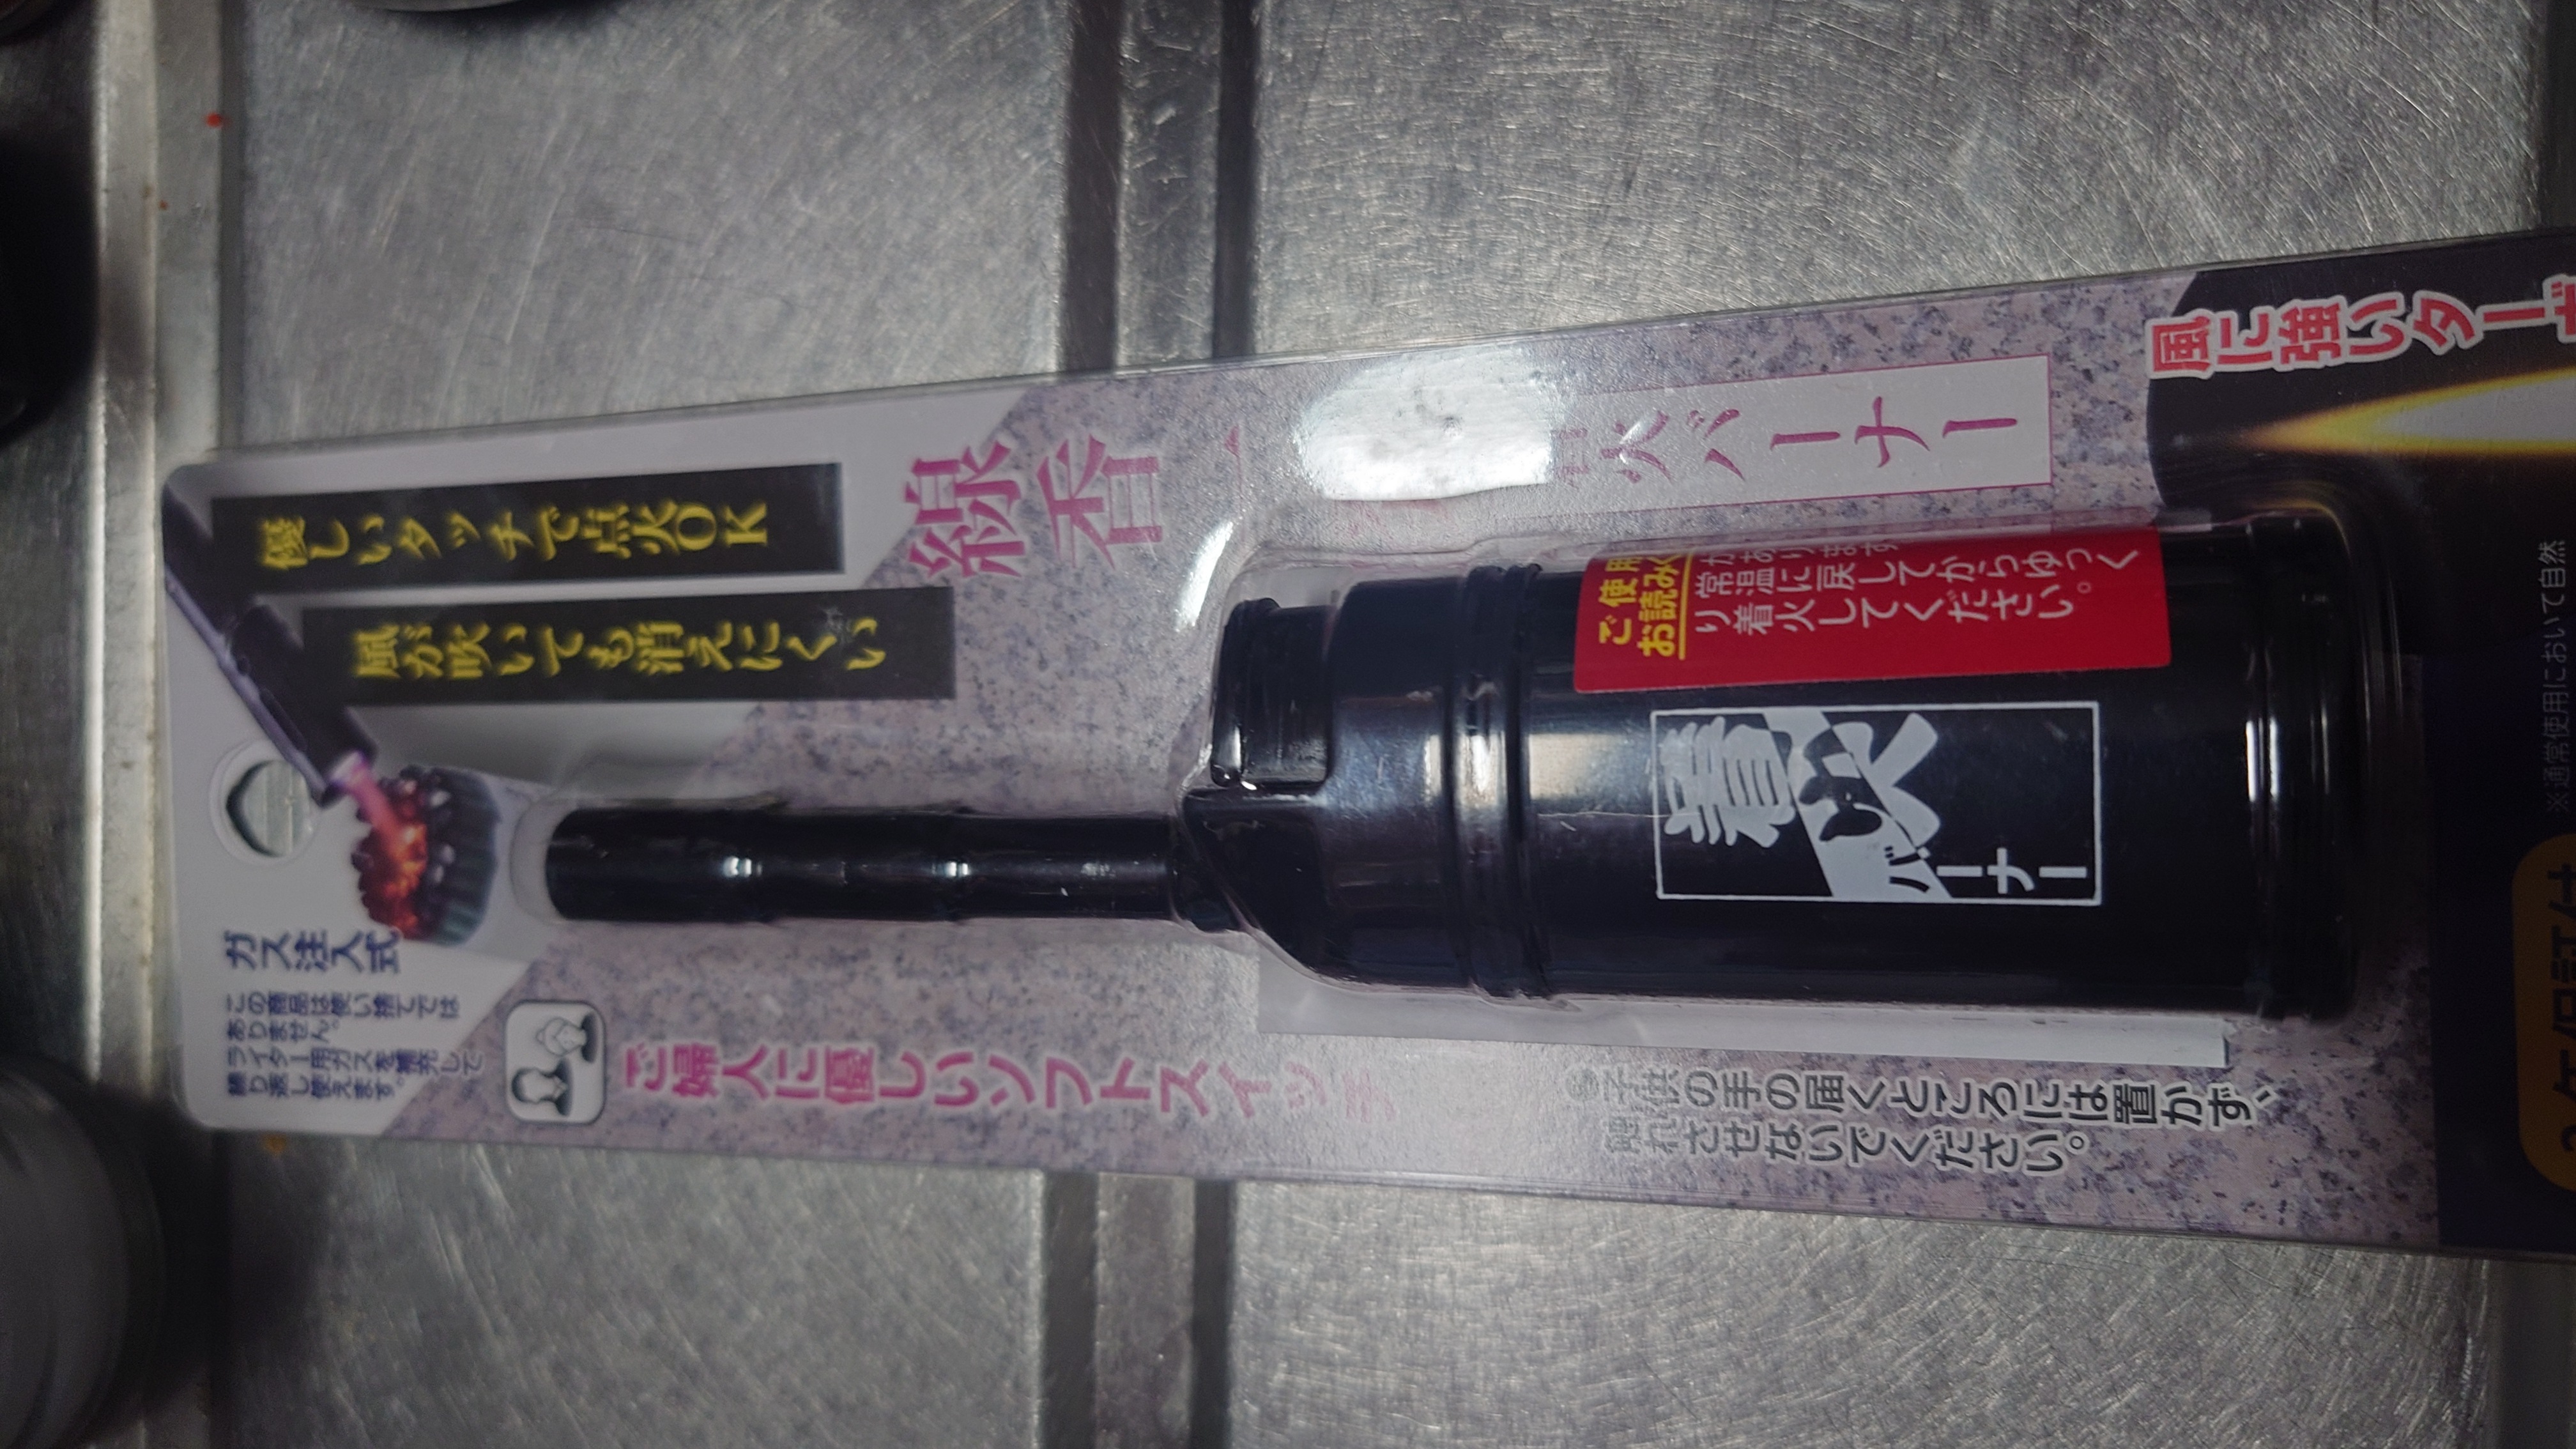 優しいタッチで点火OK
風が吹いても消えにくい
線香
火バーナー
ガス注入式
この商品は使い捨てでは
ありません。
ライター用ガスを補充して
繰り返し使えます。
ご婦人に優しいソフトスイッチ
ご使用
お読み
常温に戻してからゆっく
り着火してください。
着火
バーナー
子供の手の届くところには置かず、
触れさせないでください。
風に強いター
※通常使用において自然